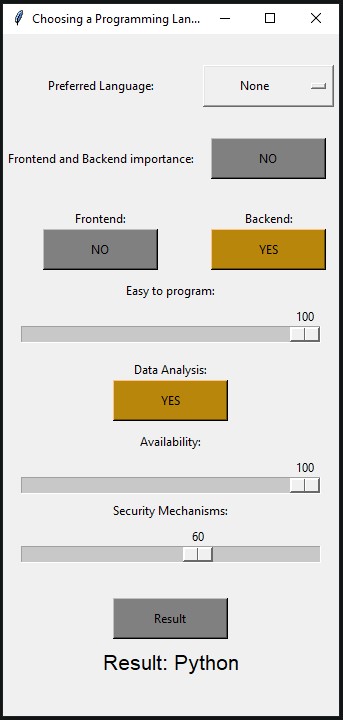 Choosing a Programming Lan...
Preferred Language: None
Frontend and Backend importance: NO
Frontend: Backend:
NO YES
Easy to program:
100
Data Analysis:
YES
Availability:
100
Security Mechanisms:
60
Result
Result: Python